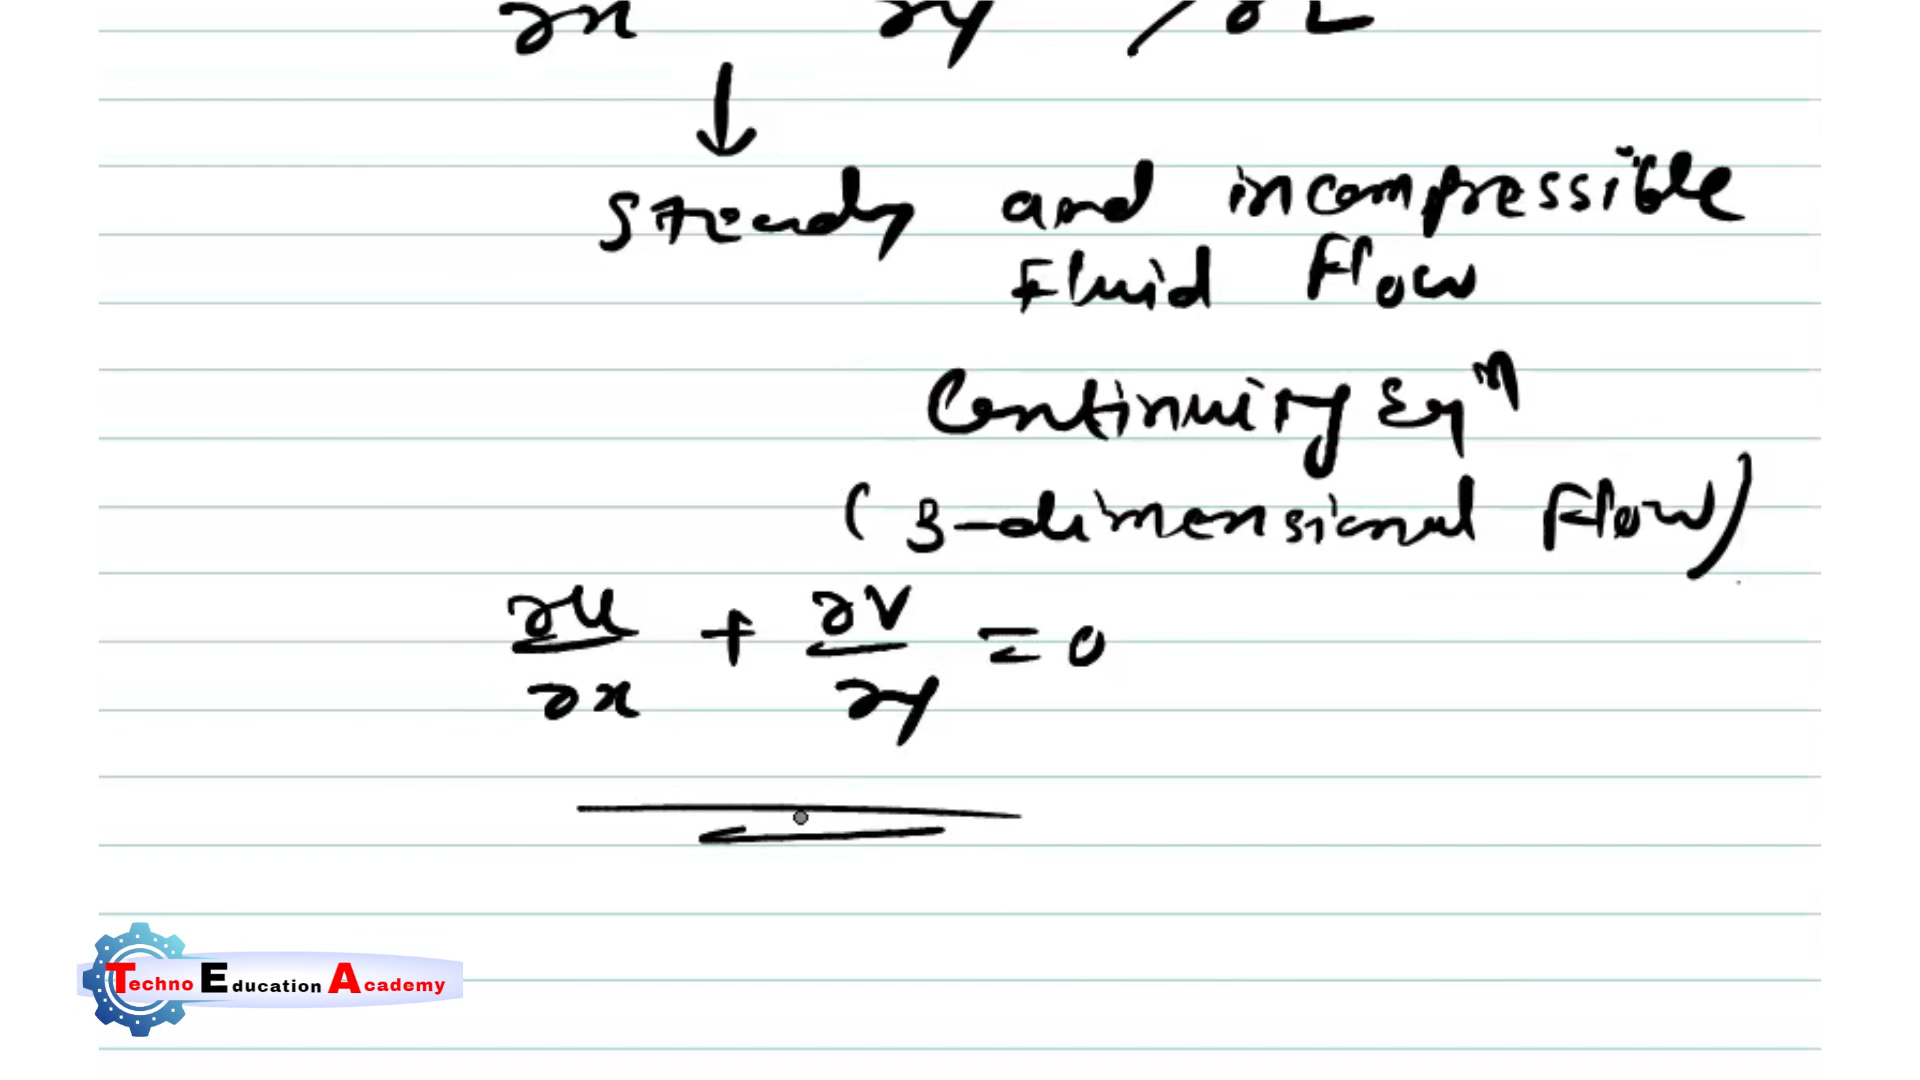 ∂x ∂y / ∂z
↓
Steady and incompressible
Fluid Flow
Continuity Eqⁿ
( 3-dimensional Flow)
∂u/∂x + ∂v/∂y = 0
Techno Education Academy